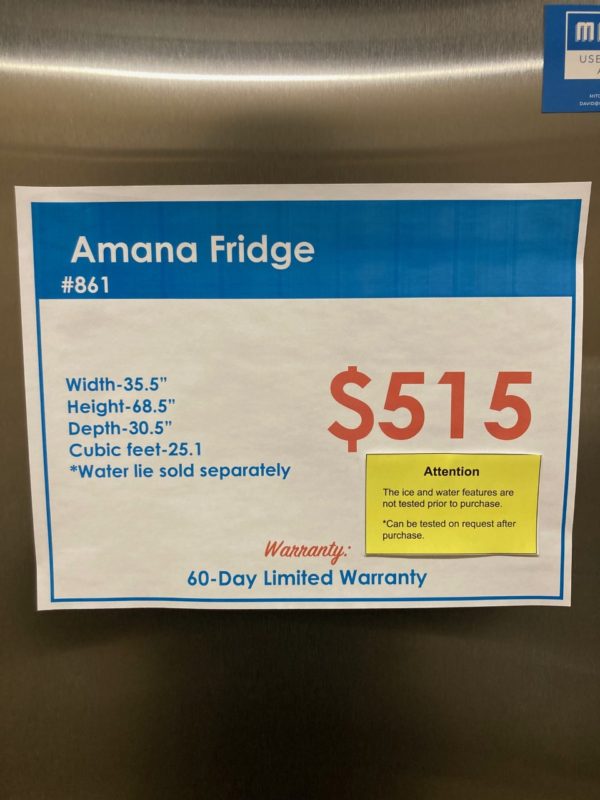 USE
DAVID@
Amana Fridge
#861
Width-35.5”
Height-68.5”
Depth-30.5”
Cubic feet-25.1
*Water lie sold separately
$515
Attention
The ice and water features are
not tested prior to purchase.
*Can be tested on request after
purchase.
Warranty:
60-Day Limited Warranty